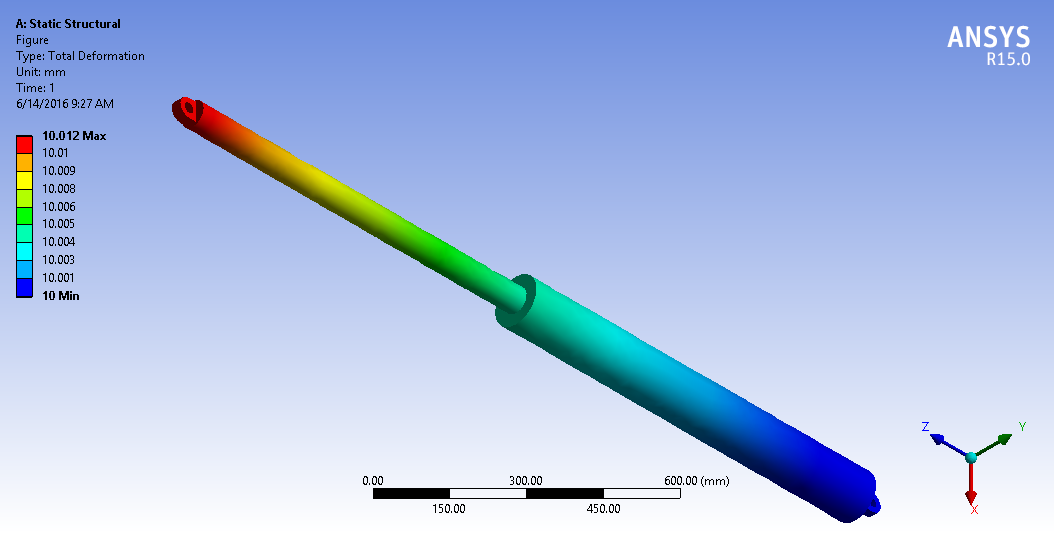 A: Static Structural
Figure
Type: Total Deformation
Unit: mm
Time: 1
6/14/2016 9:27 AM
ANSYS
R15.0
10.012 Max
10.01
10.009
10.008
10.006
10.005
10.004
10.003
10.001
10 Min
0.00 300.00 600.00 (mm)
150.00 450.00
Z Y
X